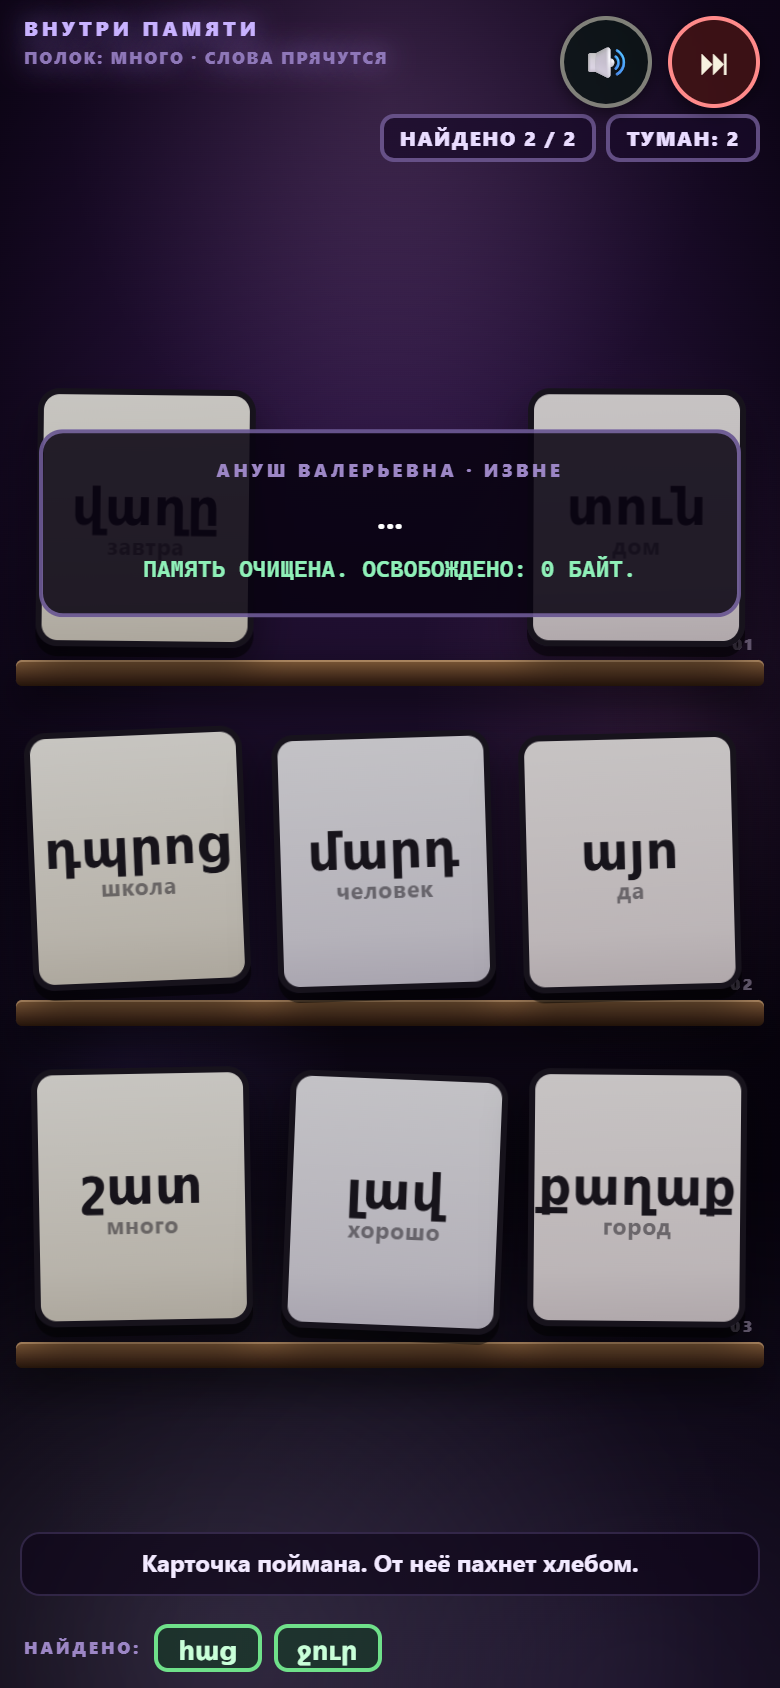 ВНУТРИ ПАМЯТИ
ПОЛОК: МНОГО · СЛОВА ПРЯЧУТСЯ
НАЙДЕНО 2 / 2
ТУМАН: 2
АНУШ ВАЛЕРЬЕВНА · ИЗВНЕ
...
ПАМЯТЬ ОЧИЩЕНА. ОСВОБОЖДЕНО: 0 БАЙТ.
վաղը
завтра
տուն
дом
01
դպրոց
школа
մարդ
человек
այո
да
02
շատ
много
լավ
хорошо
քաղաք
город
03
Карточка поймана. От неё пахнет хлебом.
НАЙДЕНО:
հաց
ջուր